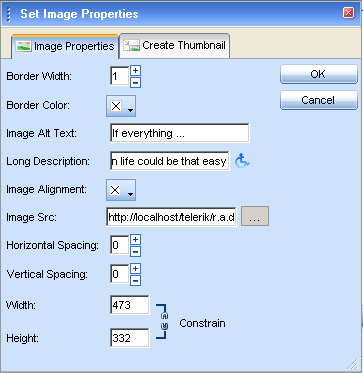 Set Image Properties
Image Properties
Create Thumbnail
Border Width: 1
OK
Border Color:
Cancel
Image Alt Text: If everything ...
Long Description: n life could be that easy
Image Alignment:
Image Src: http://localhost/telerik/r.a.d ...
Horizontal Spacing: 0
Vertical Spacing: 0
Width: 473
Constrain
Height: 332